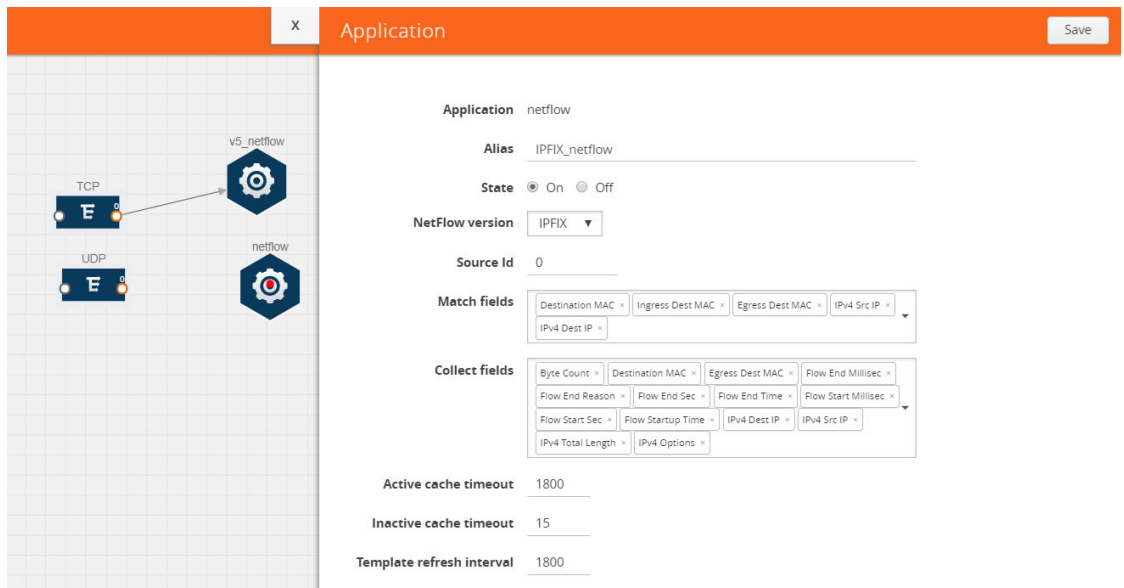 X
Application
Save
Application netflow
Alias IPFIX_netflow
State On Off
NetFlow version IPFIX ▼
Source Id 0
Match fields Destination MAC × Ingress Dest MAC × Egress Dest MAC × IPv4 Src IP ×
IPv4 Dest IP ×
Collect fields Byte Count × Destination MAC × Egress Dest MAC × Flow End Millisec ×
Flow End Reason × Flow End Sec × Flow End Time × Flow Start Millisec ×
Flow Start Sec × Flow Startup Time × IPv4 Dest IP × IPv4 Src IP ×
IPv4 Total Length × IPv4 Options ×
Active cache timeout 1800
Inactive cache timeout 15
Template refresh interval 1800
v5_netflow
TCP
0
netflow
UDP
0